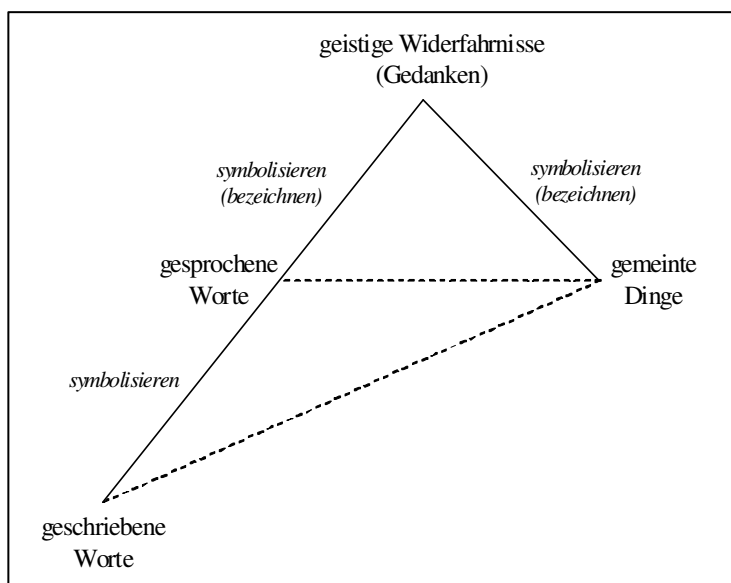 geistige Widerfahrnisse
(Gedanken)
symbolisieren
(bezeichnen)
symbolisieren
(bezeichnen)
gesprochene
Worte
gemeinte
Dinge
symbolisieren
geschriebene
Worte